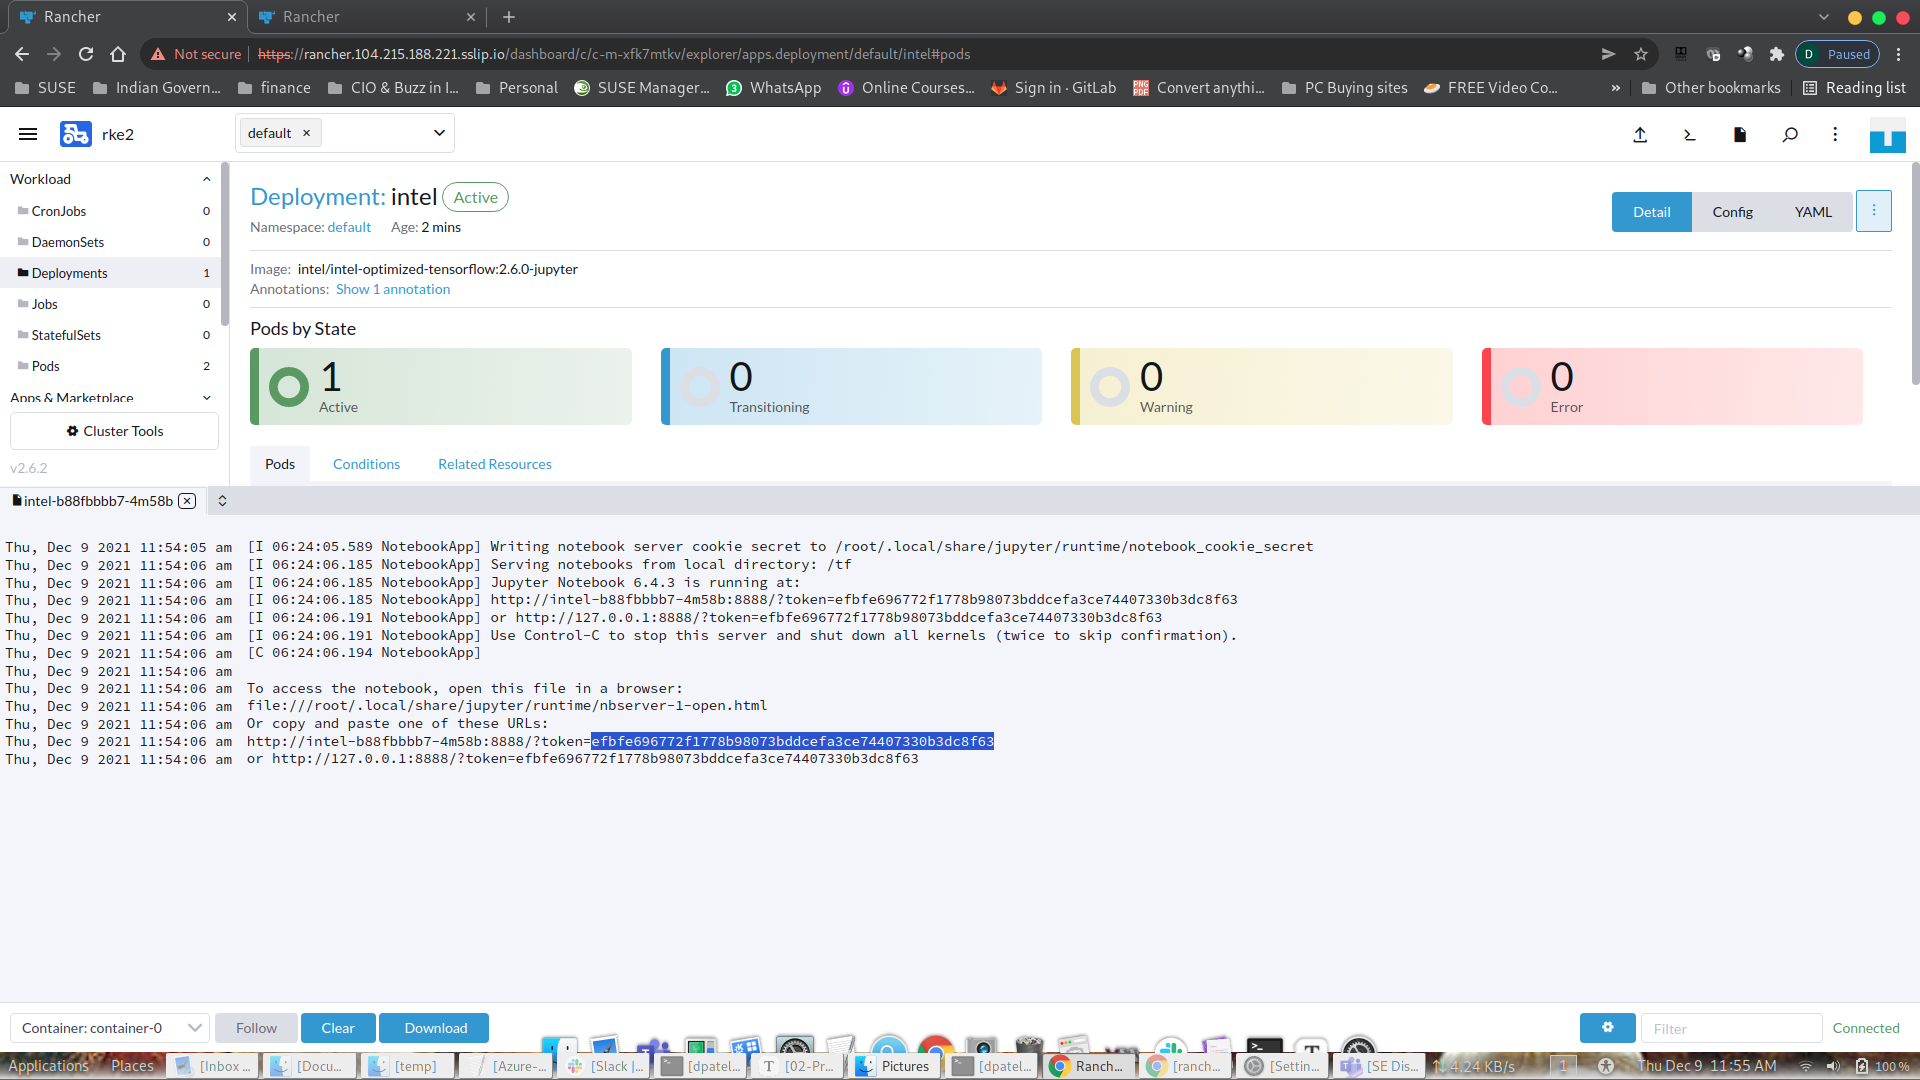 Rancher
Rancher
Not secure https://rancher.104.215.188.221.sslip.io/dashboard/c/c-m-xfk7mtkv/explorer/apps.deployment/default/intel#pods
D Paused
SUSE Indian Govern... finance CIO & Buzz in I... Personal SUSE Manager... WhatsApp Online Courses... Sign in · GitLab Convert anythi... PC Buying sites FREE Video Co... » Other bookmarks Reading list
rke2
default
Workload
CronJobs 0
DaemonSets 0
Deployments 1
Jobs 0
StatefulSets 0
Pods 2
Apps & Marketplace
Cluster Tools
v2.6.2
Deployment: intel Active
Namespace: default Age: 2 mins
Detail Config YAML
Image: intel/intel-optimized-tensorflow:2.6.0-jupyter
Annotations: Show 1 annotation
Pods by State
1 Active
0 Transitioning
0 Warning
0 Error
Pods Conditions Related Resources
intel-b88fbbbb7-4m58b
Thu, Dec 9 2021 11:54:05 am [I 06:24:05.589 NotebookApp] Writing notebook server cookie secret to /root/.local/share/jupyter/runtime/notebook_cookie_secret
Thu, Dec 9 2021 11:54:06 am [I 06:24:06.185 NotebookApp] Serving notebooks from local directory: /tf
Thu, Dec 9 2021 11:54:06 am [I 06:24:06.185 NotebookApp] Jupyter Notebook 6.4.3 is running at:
Thu, Dec 9 2021 11:54:06 am [I 06:24:06.185 NotebookApp] http://intel-b88fbbbb7-4m58b:8888/?token=efbfe696772f1778b98073bddcefa3ce74407330b3dc8f63
Thu, Dec 9 2021 11:54:06 am [I 06:24:06.191 NotebookApp] or http://127.0.0.1:8888/?token=efbfe696772f1778b98073bddcefa3ce74407330b3dc8f63
Thu, Dec 9 2021 11:54:06 am [I 06:24:06.191 NotebookApp] Use Control-C to stop this server and shut down all kernels (twice to skip confirmation).
Thu, Dec 9 2021 11:54:06 am [C 06:24:06.194 NotebookApp]
Thu, Dec 9 2021 11:54:06 am
Thu, Dec 9 2021 11:54:06 am To access the notebook, open this file in a browser:
Thu, Dec 9 2021 11:54:06 am file:///root/.local/share/jupyter/runtime/nbserver-1-open.html
Thu, Dec 9 2021 11:54:06 am Or copy and paste one of these URLs:
Thu, Dec 9 2021 11:54:06 am http://intel-b88fbbbb7-4m58b:8888/?token=efbfe696772f1778b98073bddcefa3ce74407330b3dc8f63
Thu, Dec 9 2021 11:54:06 am or http://127.0.0.1:8888/?token=efbfe696772f1778b98073bddcefa3ce74407330b3dc8f63
Container: container-0 Follow Clear Download Filter Connected
Applications Places [Inbox ... [Docu... [temp] [Azure-... [Slack |... [dpatel... [02-Pr... Pictures [dpatel... Ranch... [ranch... [Settin... [SE Dis... 4.24 KB/s 1 Thu Dec 9 11:55 AM 100 %